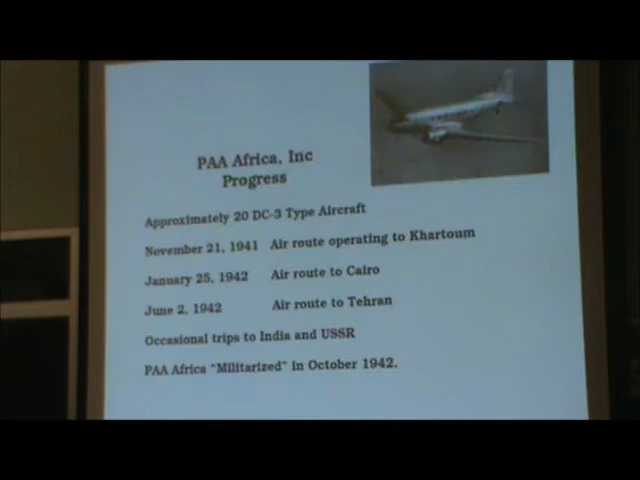 PAA Africa, Inc
Progress
Approximately 20 DC-3 Type Aircraft
November 21, 1941 Air route operating to Khartoum
January 25, 1942 Air route to Cairo
June 2, 1942 Air route to Tehran
Occasional trips to India and USSR
PAA Africa "Militarized" in October 1942.